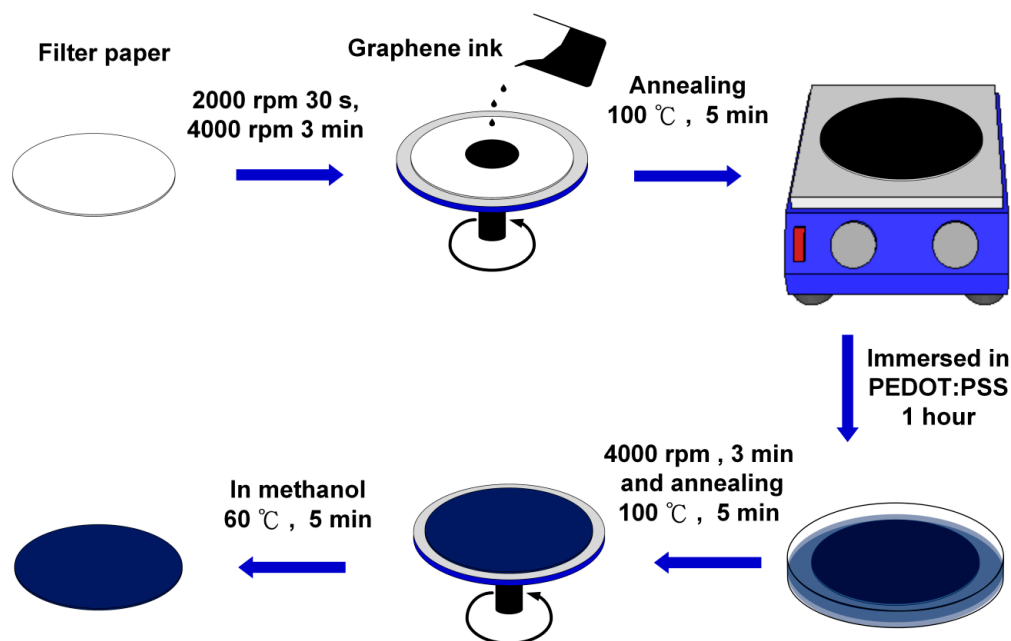 Filter paper
2000 rpm 30 s,
4000 rpm 3 min
Graphene ink
Annealing
100 ℃ , 5 min
Immersed in
PEDOT:PSS
1 hour
4000 rpm , 3 min
and annealing
100 ℃ , 5 min
In methanol
60 ℃ , 5 min